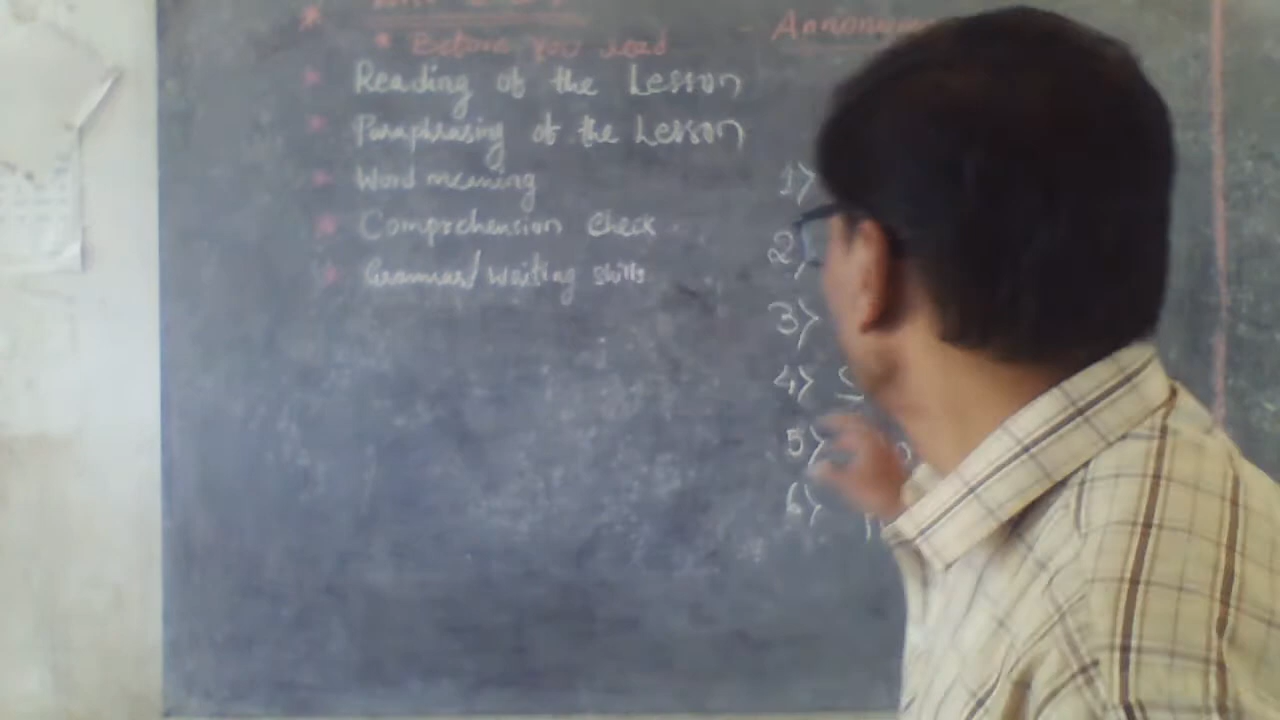 * Before you read
* Reading of the Lesson
* Paraphrasing of the Lesson
* Word meaning
* Comprehension Check
* Grammar/ Writing skills
1)
2)
3)
4) S
5)
6)